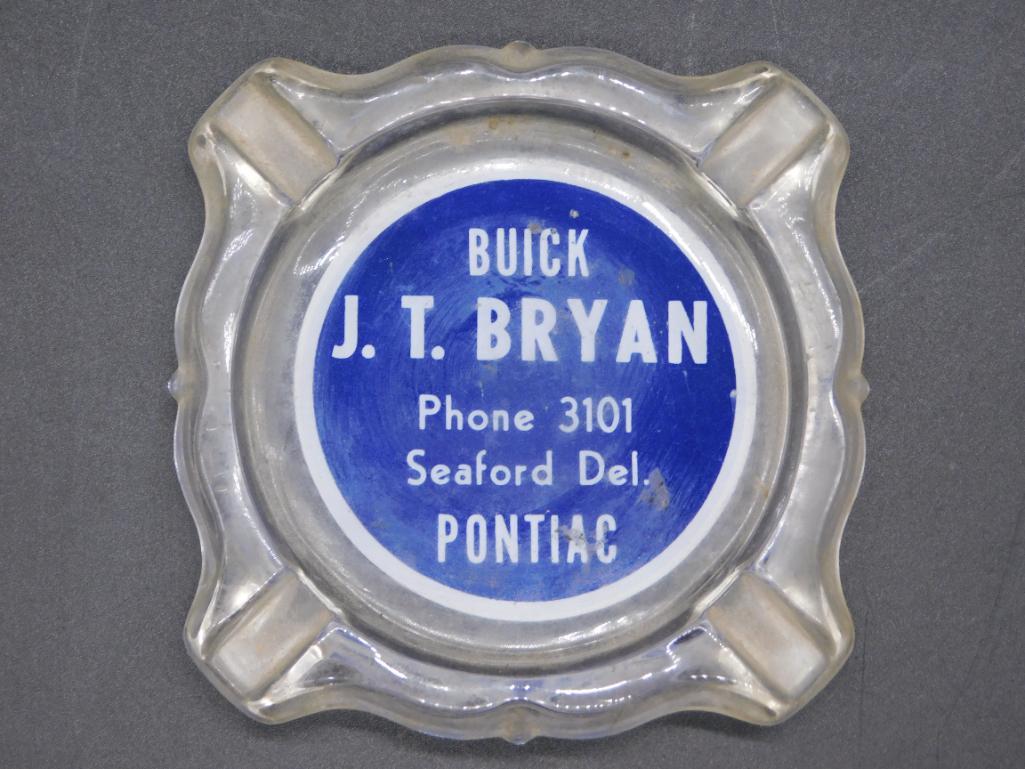 BUICK
J. T. BRYAN
Phone 3101
Seaford Del.
PONTIAC